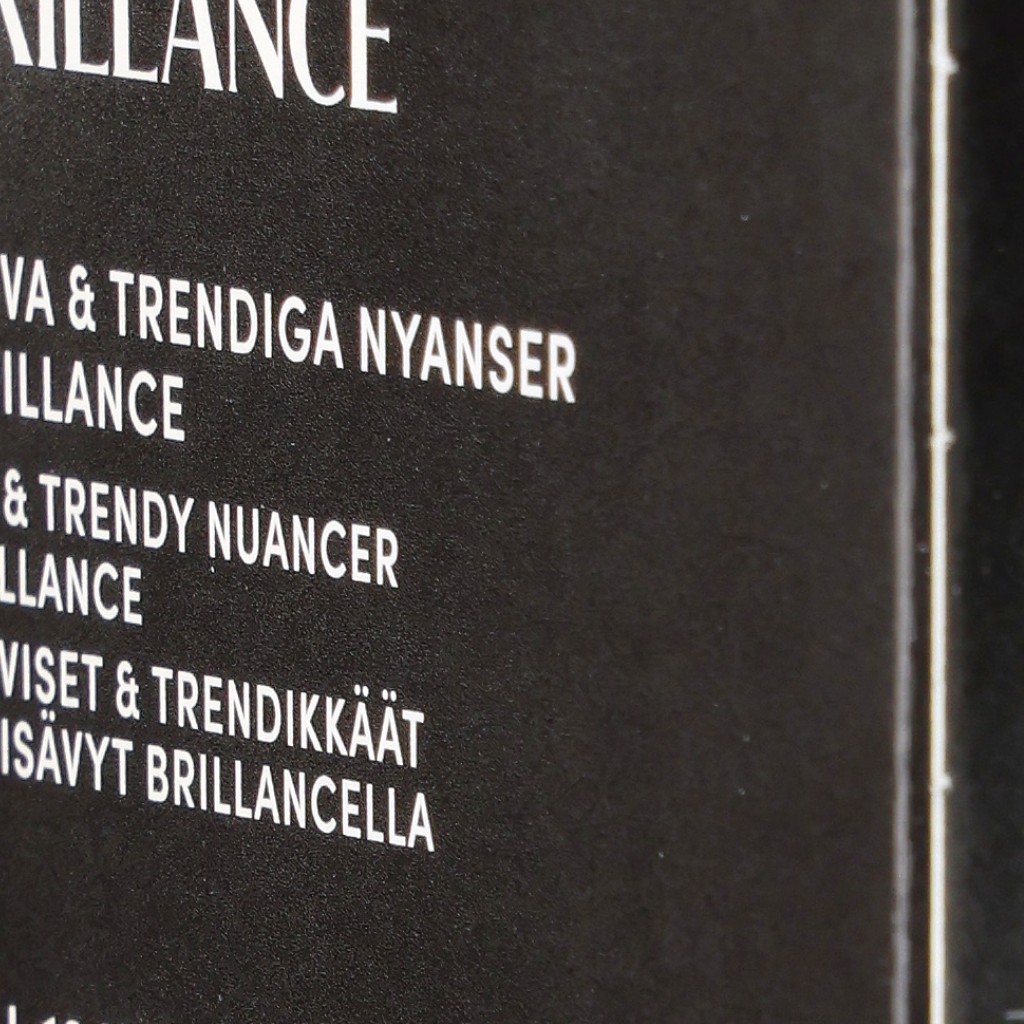 ILLANCE
VA & TRENDIGA NYANSER
ILLANCE
& TRENDY NUANCER
LLANCE
VISET & TRENDIKKÄÄT
ISÄVYT BRILLANCELLA